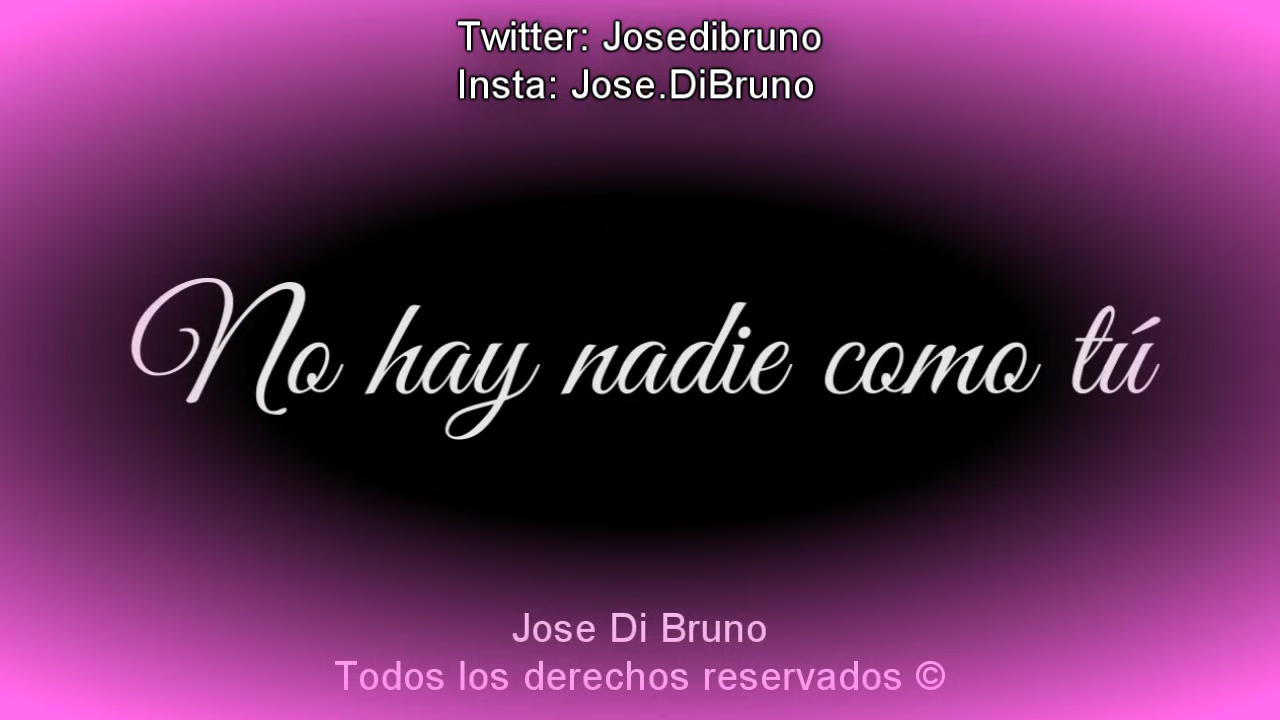 Twitter: Josedibruno
Insta: Jose.DiBruno
No hay nadie como tú
Jose Di Bruno
Todos los derechos reservados ©